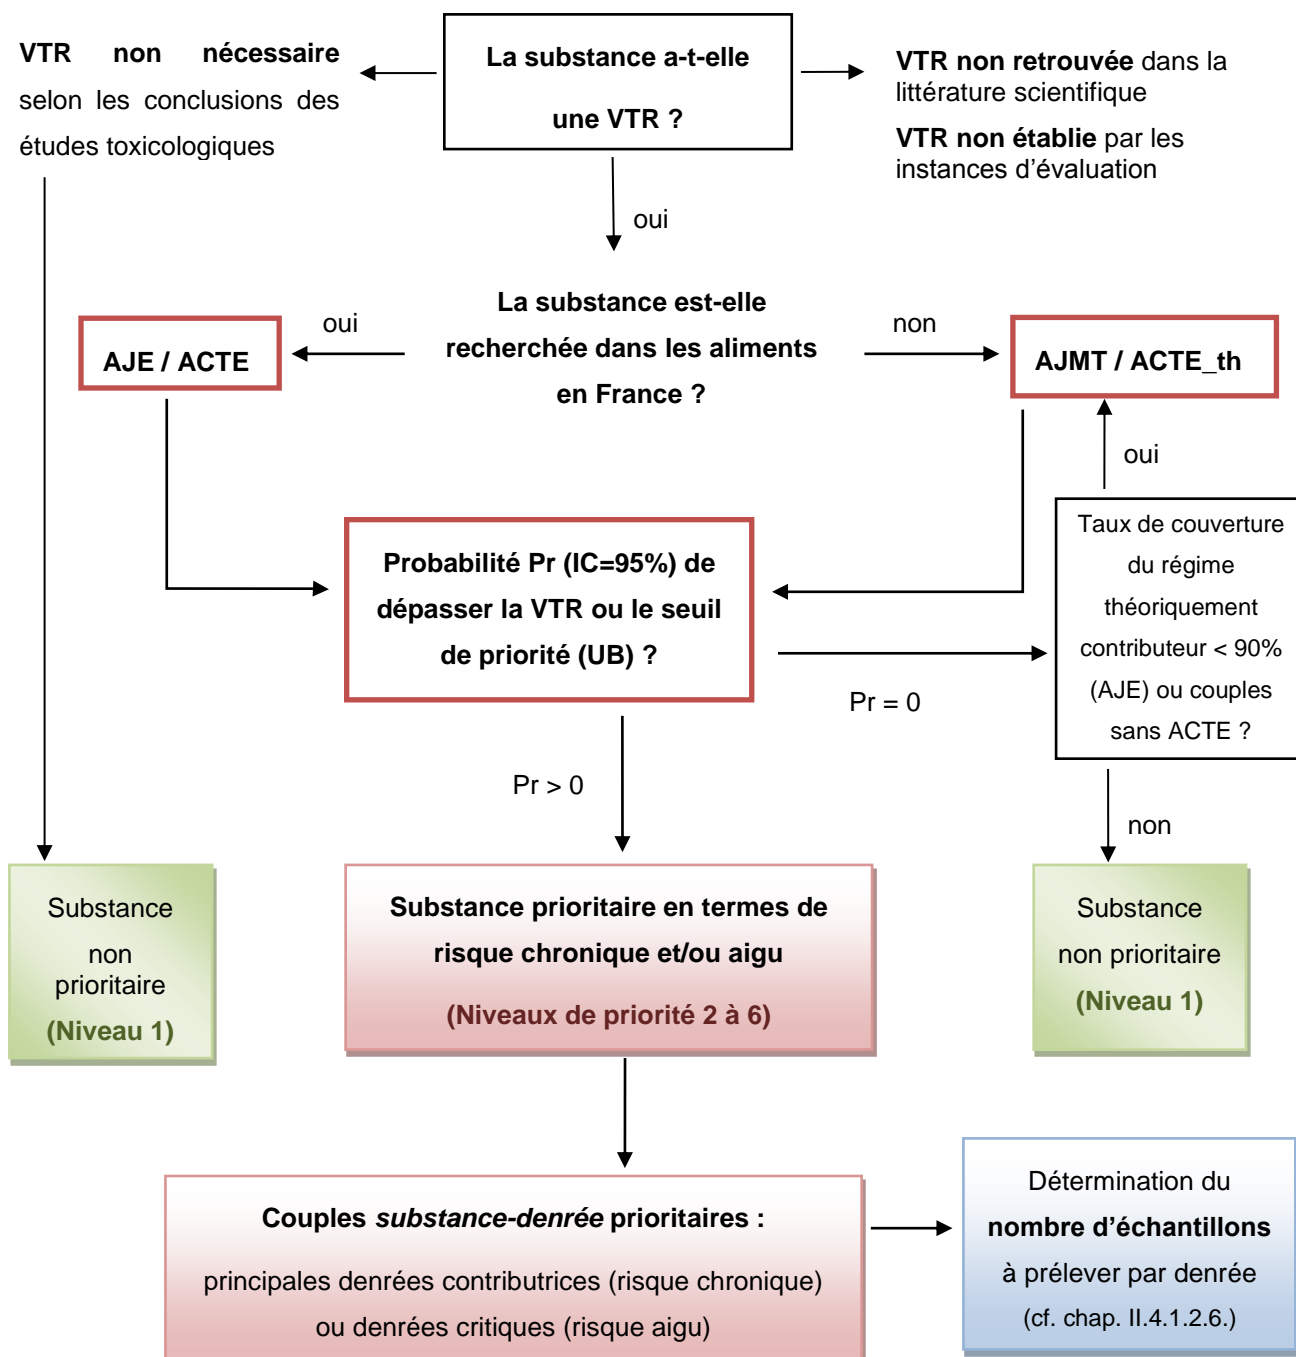 La substance a-t-elle
une VTR ?
VTR non nécessaire
selon les conclusions des
études toxicologiques
VTR non retrouvée dans la
littérature scientifique
VTR non établie par les
instances d’évaluation
oui
La substance est-elle
recherchée dans les aliments
en France ?
oui
non
AJE / ACTE
AJMT / ACTE_th
oui
Probabilité Pr (IC=95%) de
dépasser la VTR ou le seuil
de priorité (UB) ?
Taux de couverture
du régime
théoriquement
contributeur < 90%
(AJE) ou couples
sans ACTE ?
Pr = 0
Pr > 0
non
Substance
non
prioritaire
(Niveau 1)
Substance prioritaire en termes de
risque chronique et/ou aigu
(Niveaux de priorité 2 à 6)
Substance
non prioritaire
(Niveau 1)
Couples substance-denrée prioritaires :
principales denrées contributrices (risque chronique)
ou denrées critiques (risque aigu)
Détermination du
nombre d’échantillons
à prélever par denrée
(cf. chap. II.4.1.2.6.)